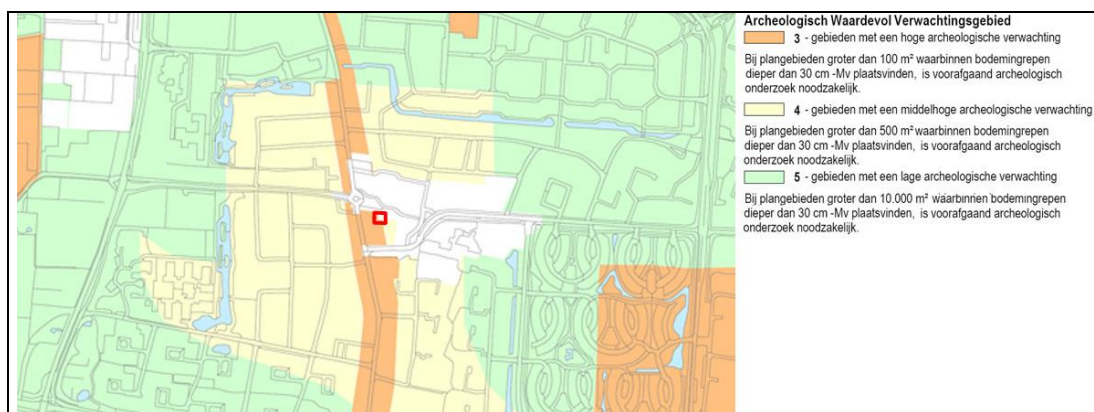 Archeologisch Waardevol Verwachtingsgebied
3 - gebieden met een hoge archeologische verwachting
Bij plangebieden groter dan 100 m² waarbinnen bodemingrepen
dieper dan 30 cm -Mv plaatsvinden, is voorafgaand archeologisch
onderzoek noodzakelijk.
4 - gebieden met een middelhoge archeologische verwachting
Bij plangebieden groter dan 500 m² waarbinnen bodemingrepen
dieper dan 30 cm -Mv plaatsvinden, is voorafgaand archeologisch
onderzoek noodzakelijk.
5 - gebieden met een lage archeologische verwachting
Bij plangebieden groter dan 10.000 m² waarbinnen bodemingrepen
dieper dan 30 cm -Mv plaatsvinden, is voorafgaand archeologisch
onderzoek noodzakelijk.